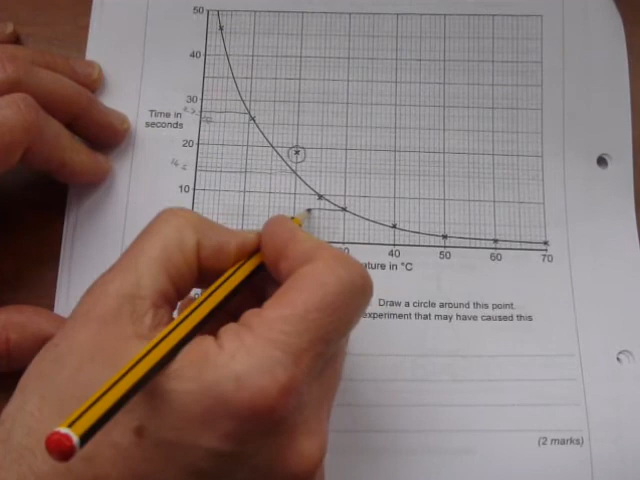 50
40
30
Time in
seconds
20
10
30 40 50 60 70
ature in °C
Draw a circle around this point.
experiment that may have caused this
(2 marks)